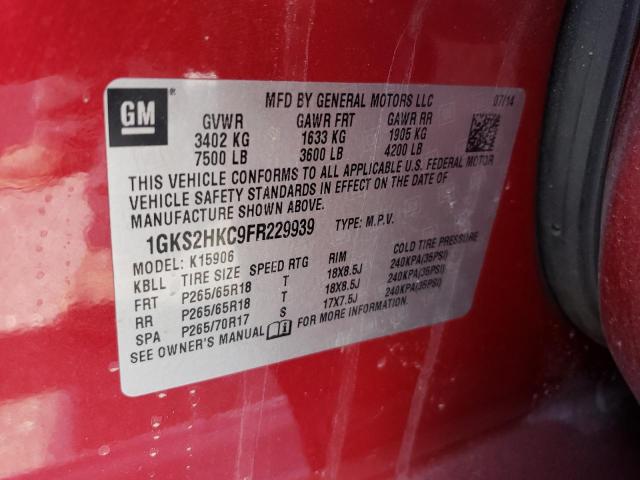 GM
®
MFD BY GENERAL MOTORS LLC 07/14
GVWR GAWR FRT GAWR RR
3402 KG 1633 KG 1905 KG
7500 LB 3600 LB 4200 LB
THIS VEHICLE CONFORMS TO ALL APPLICABLE U.S. FEDERAL MOTOR
VEHICLE SAFETY STANDARDS IN EFFECT ON THE DATE OF
MANUFACTURE SHOWN ABOVE.
1GKS2HKC9FR229939 TYPE: M.P.V.
MODEL: K15906
KBLL TIRE SIZE SPEED RTG RIM COLD TIRE PRESSURE
FRT P265/65R18 T 18X8.5J 240KPA(35PSI)
RR P265/65R18 T 18X8.5J 240KPA(35PSI)
SPA P265/70R17 S 17X7.5J 240KPA(35PSI)
SEE OWNER'S MANUAL FOR MORE INFORMATION.